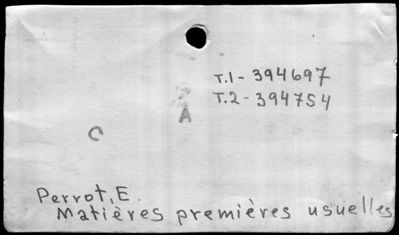 T.1- 394697
T.2- 394754
A
C
Perrot, E.
Matières premières usuelles